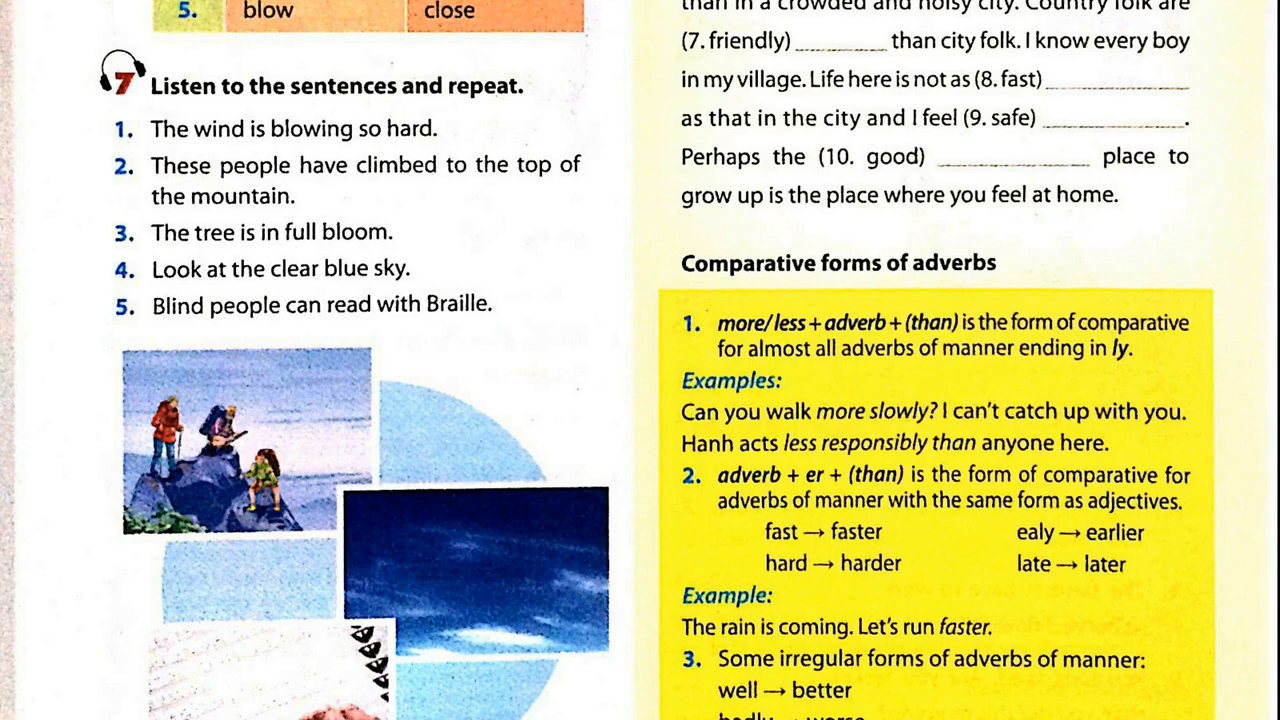 5. blow close
7 Listen to the sentences and repeat.
1. The wind is blowing so hard.
2. These people have climbed to the top of
the mountain.
3. The tree is in full bloom.
4. Look at the clear blue sky.
5. Blind people can read with Braille.
than in a crowded and noisy city. Country folk are
(7. friendly) ________ than city folk. I know every boy
in my village. Life here is not as (8. fast) ________
as that in the city and I feel (9. safe) ________.
Perhaps the (10. good) ________ place to
grow up is the place where you feel at home.
Comparative forms of adverbs
1. more/less + adverb + (than) is the form of comparative
for almost all adverbs of manner ending in ly.
Examples:
Can you walk more slowly? I can't catch up with you.
Hanh acts less responsibly than anyone here.
2. adverb + er + (than) is the form of comparative for
adverbs of manner with the same form as adjectives.
fast → faster ealy → earlier
hard → harder late → later
Example:
The rain is coming. Let's run faster.
3. Some irregular forms of adverbs of manner:
well → better
badly → worse